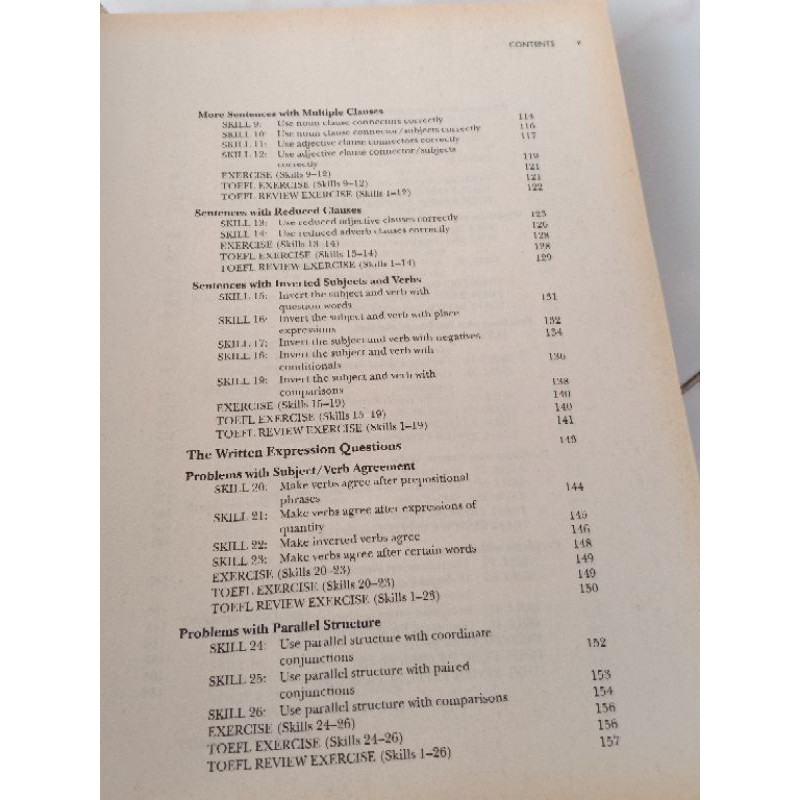 CONTENTS v
More Sentences with Multiple Clauses
SKILL 9: Use noun clause connectors correctly 114
SKILL 10: Use noun clause connector/subjects correctly 116
SKILL 11: Use adjective clause connectors correctly 117
SKILL 12: Use adjective clause connector/subjects
correctly 119
EXERCISE (Skills 9–12) 121
TOEFL EXERCISE (Skills 9–12) 121
TOEFL REVIEW EXERCISE (Skills 1–12) 122
Sentences with Reduced Clauses
SKILL 13: Use reduced adjective clauses correctly 123
SKILL 14: Use reduced adverb clauses correctly 126
EXERCISE (Skills 13–14) 128
TOEFL EXERCISE (Skills 13–14) 128
TOEFL REVIEW EXERCISE (Skills 1–14) 129
Sentences with Inverted Subjects and Verbs
SKILL 15: Invert the subject and verb with
question words 131
SKILL 16: Invert the subject and verb with place
expressions 132
SKILL 17: Invert the subject and verb with negatives 134
SKILL 18: Invert the subject and verb with
conditionals 136
SKILL 19: Invert the subject and verb with
comparisons 138
EXERCISE (Skills 15–19) 140
TOEFL EXERCISE (Skills 15–19) 140
TOEFL REVIEW EXERCISE (Skills 1–19) 141
The Written Expression Questions 143
Problems with Subject/Verb Agreement
SKILL 20: Make verbs agree after prepositional
phrases 144
SKILL 21: Make verbs agree after expressions of
quantity 145
SKILL 22: Make inverted verbs agree 146
SKILL 23: Make verbs agree after certain words 148
EXERCISE (Skills 20–23) 149
TOEFL EXERCISE (Skills 20–23) 149
TOEFL REVIEW EXERCISE (Skills 1–23) 150
Problems with Parallel Structure
SKILL 24: Use parallel structure with coordinate
conjunctions 152
SKILL 25: Use parallel structure with paired
conjunctions 153
SKILL 26: Use parallel structure with comparisons 154
EXERCISE (Skills 24–26) 156
TOEFL EXERCISE (Skills 24–26) 156
TOEFL REVIEW EXERCISE (Skills 1–26) 157